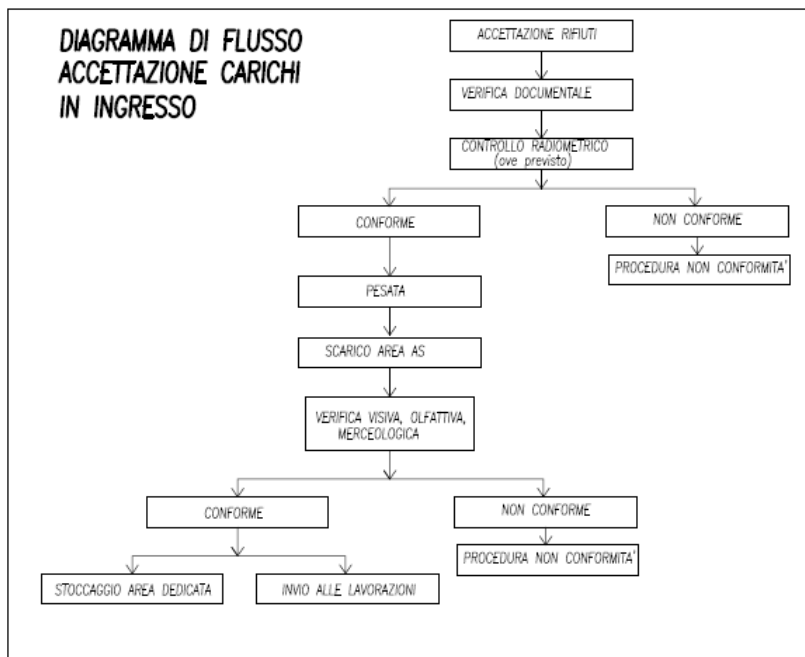 DIAGRAMMA DI FLUSSO
ACCETTAZIONE CARICHI
IN INGRESSO
ACCETTAZIONE RIFIUTI
VERIFICA DOCUMENTALE
CONTROLLO RADIOMETRICO
(ove previsto)
CONFORME
NON CONFORME
PROCEDURA NON CONFORMITA'
PESATA
SCARICO AREA AS
VERIFICA VISIVA, OLFATTIVA,
MERCEOLOGICA
CONFORME
NON CONFORME
PROCEDURA NON CONFORMITA'
STOCCAGGIO AREA DEDICATA
INVIO ALLE LAVORAZIONI